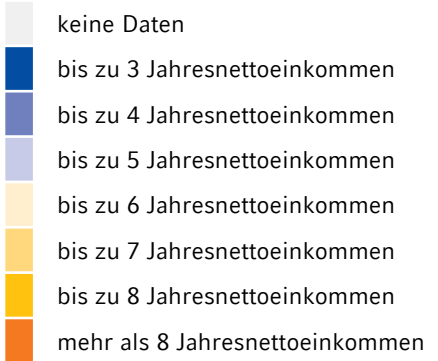 keine Daten
bis zu 3 Jahresnettoeinkommen
bis zu 4 Jahresnettoeinkommen
bis zu 5 Jahresnettoeinkommen
bis zu 6 Jahresnettoeinkommen
bis zu 7 Jahresnettoeinkommen
bis zu 8 Jahresnettoeinkommen
mehr als 8 Jahresnettoeinkommen